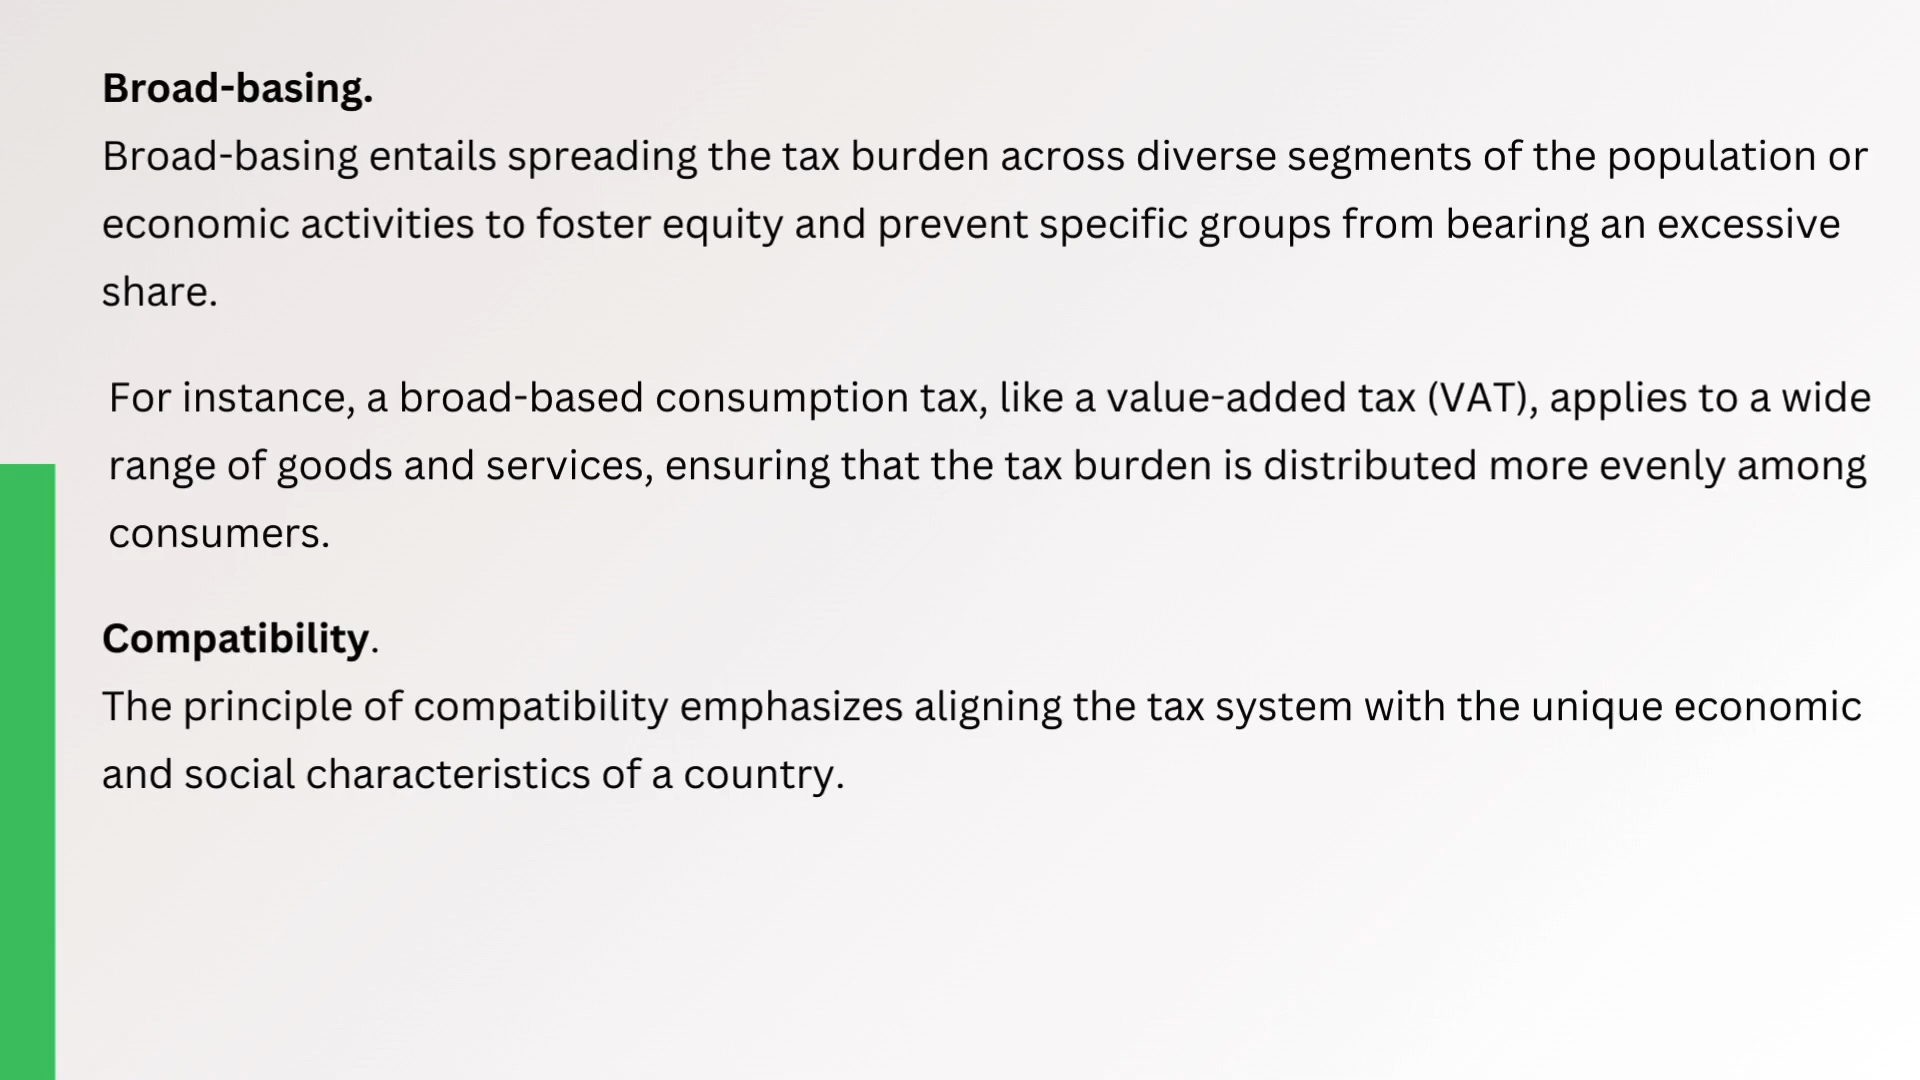 Broad-basing.
Broad-basing entails spreading the tax burden across diverse segments of the population or
economic activities to foster equity and prevent specific groups from bearing an excessive
share.
For instance, a broad-based consumption tax, like a value-added tax (VAT), applies to a wide
range of goods and services, ensuring that the tax burden is distributed more evenly among
consumers.
Compatibility.
The principle of compatibility emphasizes aligning the tax system with the unique economic
and social characteristics of a country.